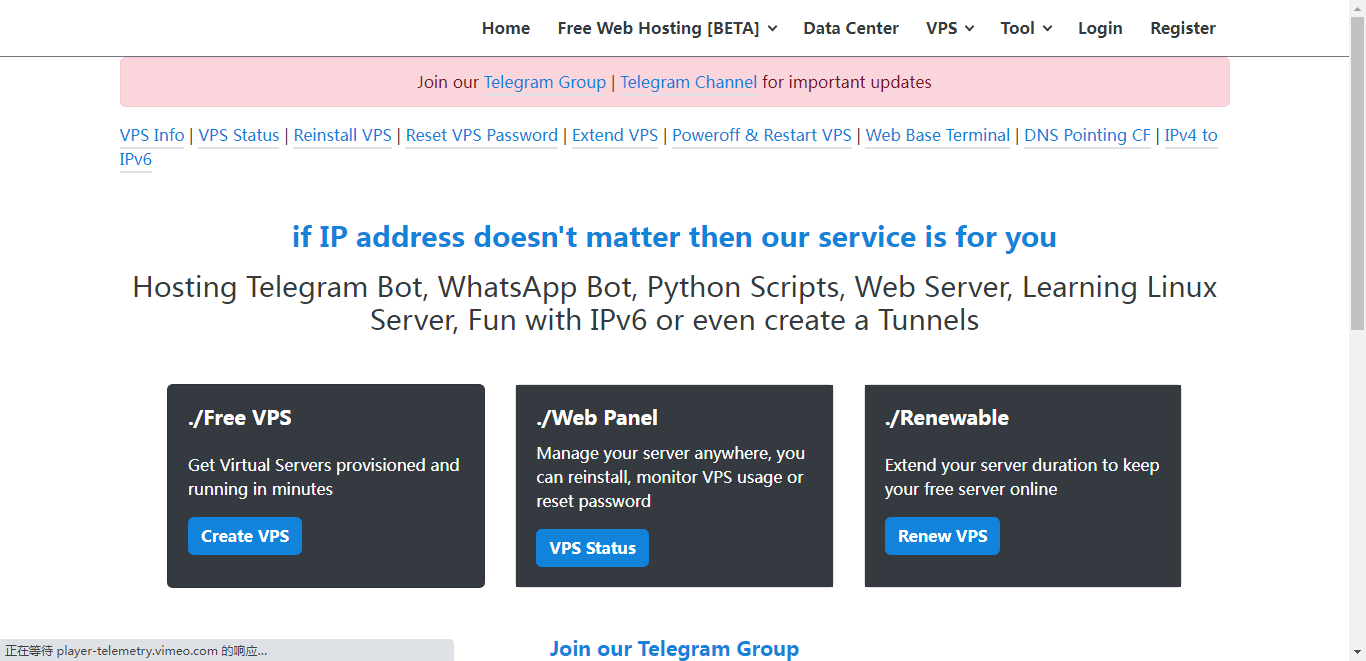 Home Free Web Hosting [BETA] Data Center VPS Tool Login Register
Join our Telegram Group | Telegram Channel for important updates
VPS Info | VPS Status | Reinstall VPS | Reset VPS Password | Extend VPS | Poweroff & Restart VPS | Web Base Terminal | DNS Pointing CF | IPv4 to
IPv6
if IP address doesn't matter then our service is for you
Hosting Telegram Bot, WhatsApp Bot, Python Scripts, Web Server, Learning Linux
Server, Fun with IPv6 or even create a Tunnels
./Free VPS
Get Virtual Servers provisioned and
running in minutes
Create VPS
./Web Panel
Manage your server anywhere, you
can reinstall, monitor VPS usage or
reset password
VPS Status
./Renewable
Extend your server duration to keep
your free server online
Renew VPS
Join our Telegram Group
正在等待 player-telemetry.vimeo.com 的响应...